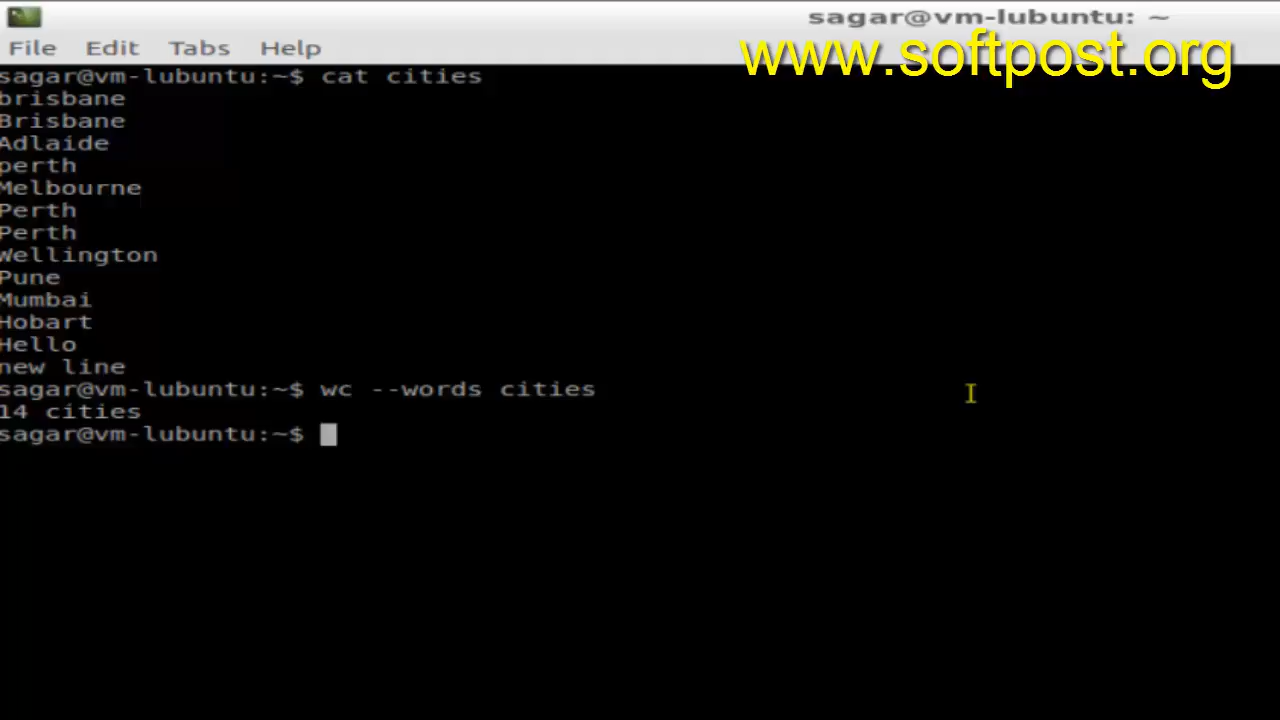 sagar@vm-lubuntu: ~
File Edit Tabs Help
www.softpost.org
sagar@vm-lubuntu:~$ cat cities
brisbane
Brisbane
Adlaide
perth
Melbourne
Perth
Perth
Wellington
Pune
Mumbai
Hobart
Hello
new line
sagar@vm-lubuntu:~$ wc --words cities
14 cities
sagar@vm-lubuntu:~$